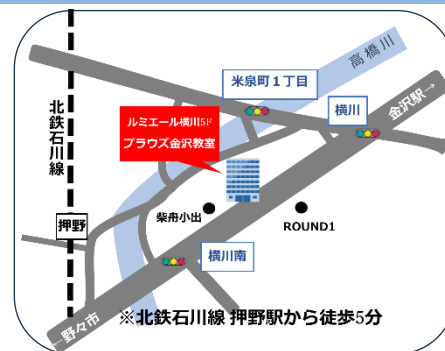 高橋川
米泉町１丁目
北鉄石川線
ルミエール横川5F
プラウズ金沢教室
横川
金沢駅→
押野
柴舟小出
ROUND1
横川南
←野々市
※北鉄石川線 押野駅から徒歩5分